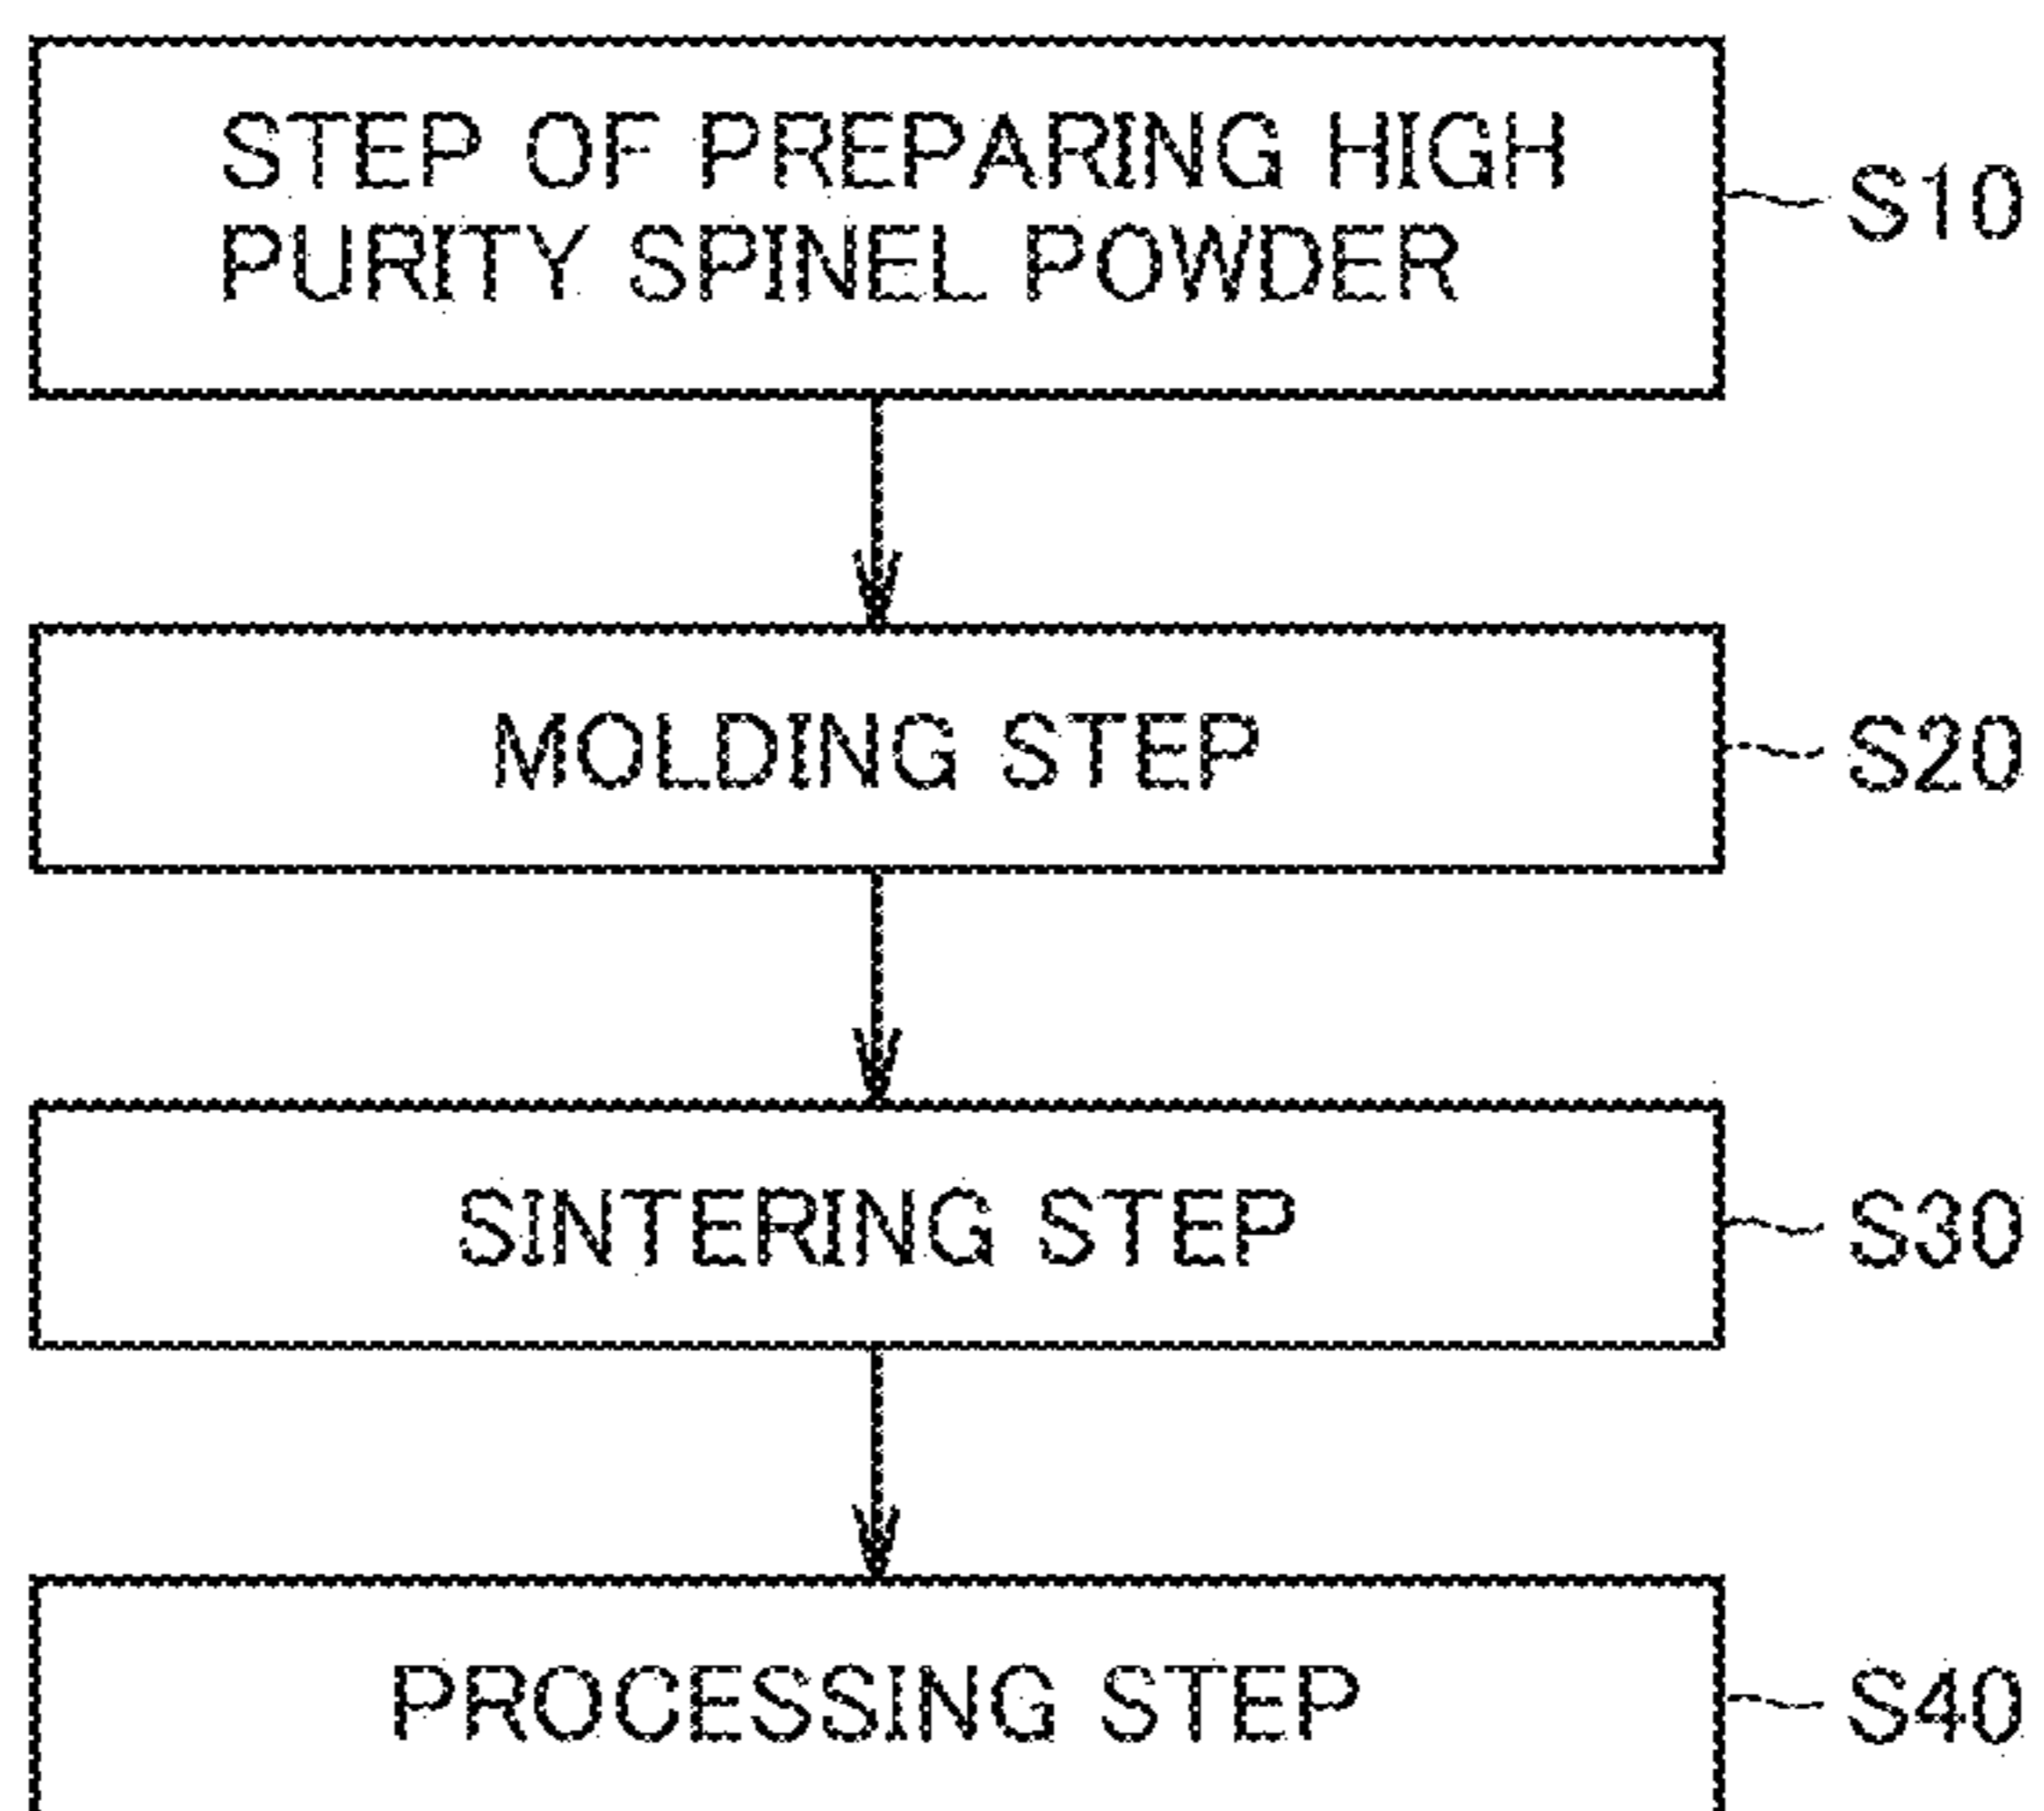 STEP OF PREPARING HIGH
PURITY SPINEL POWDER
S10
MOLDING STEP
S20
SINTERING STEP
S30
PROCESSING STEP
S40